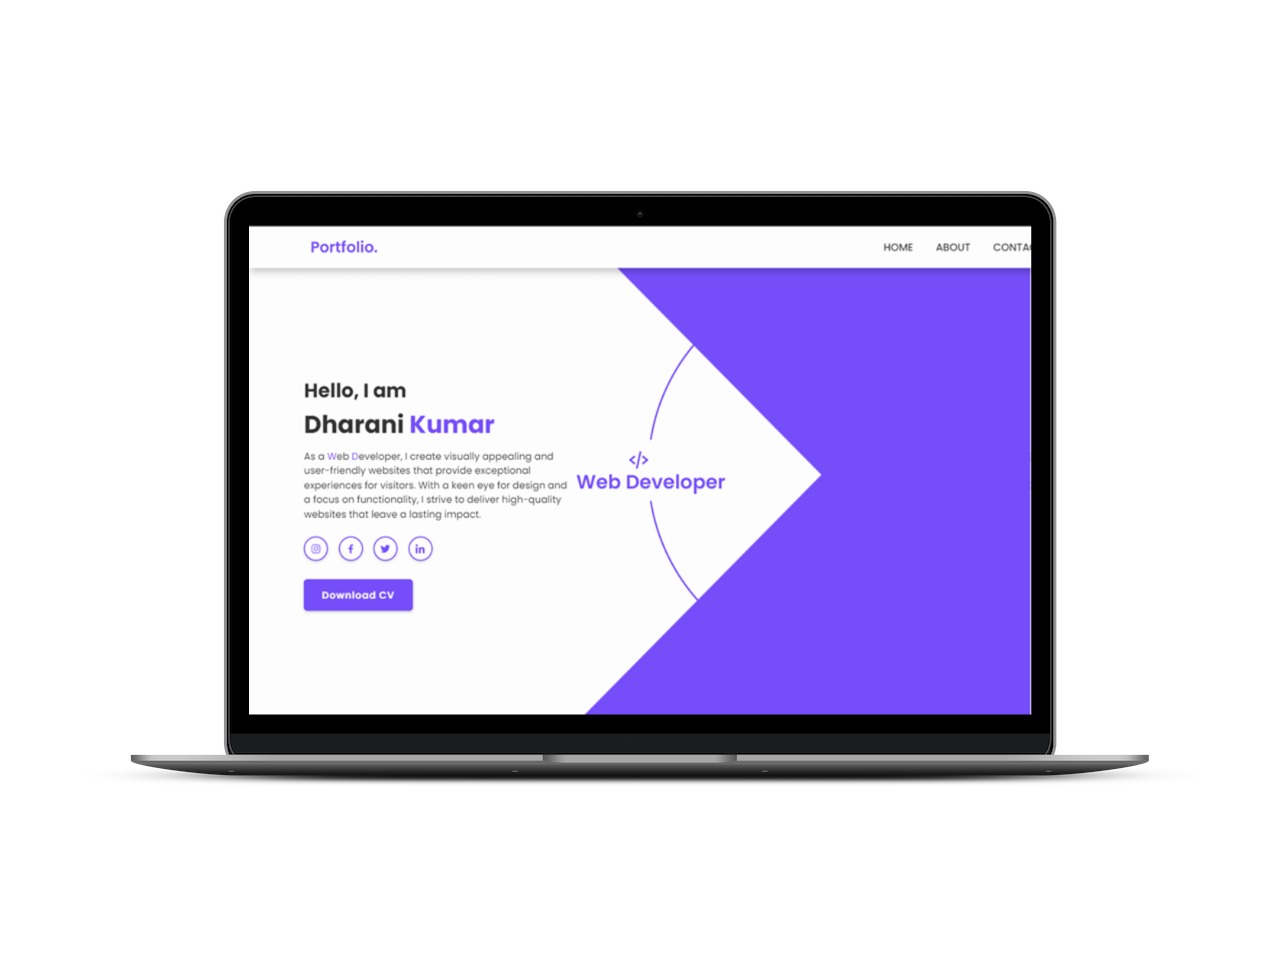 Portfolio.
HOME ABOUT CONTAC
Hello, I am
Dharani Kumar
As a Web Developer, I create visually appealing and
user-friendly websites that provide exceptional
experiences for visitors. With a keen eye for design and
a focus on functionality, I strive to deliver high-quality
websites that leave a lasting impact.
</>
Web Developer
Download CV